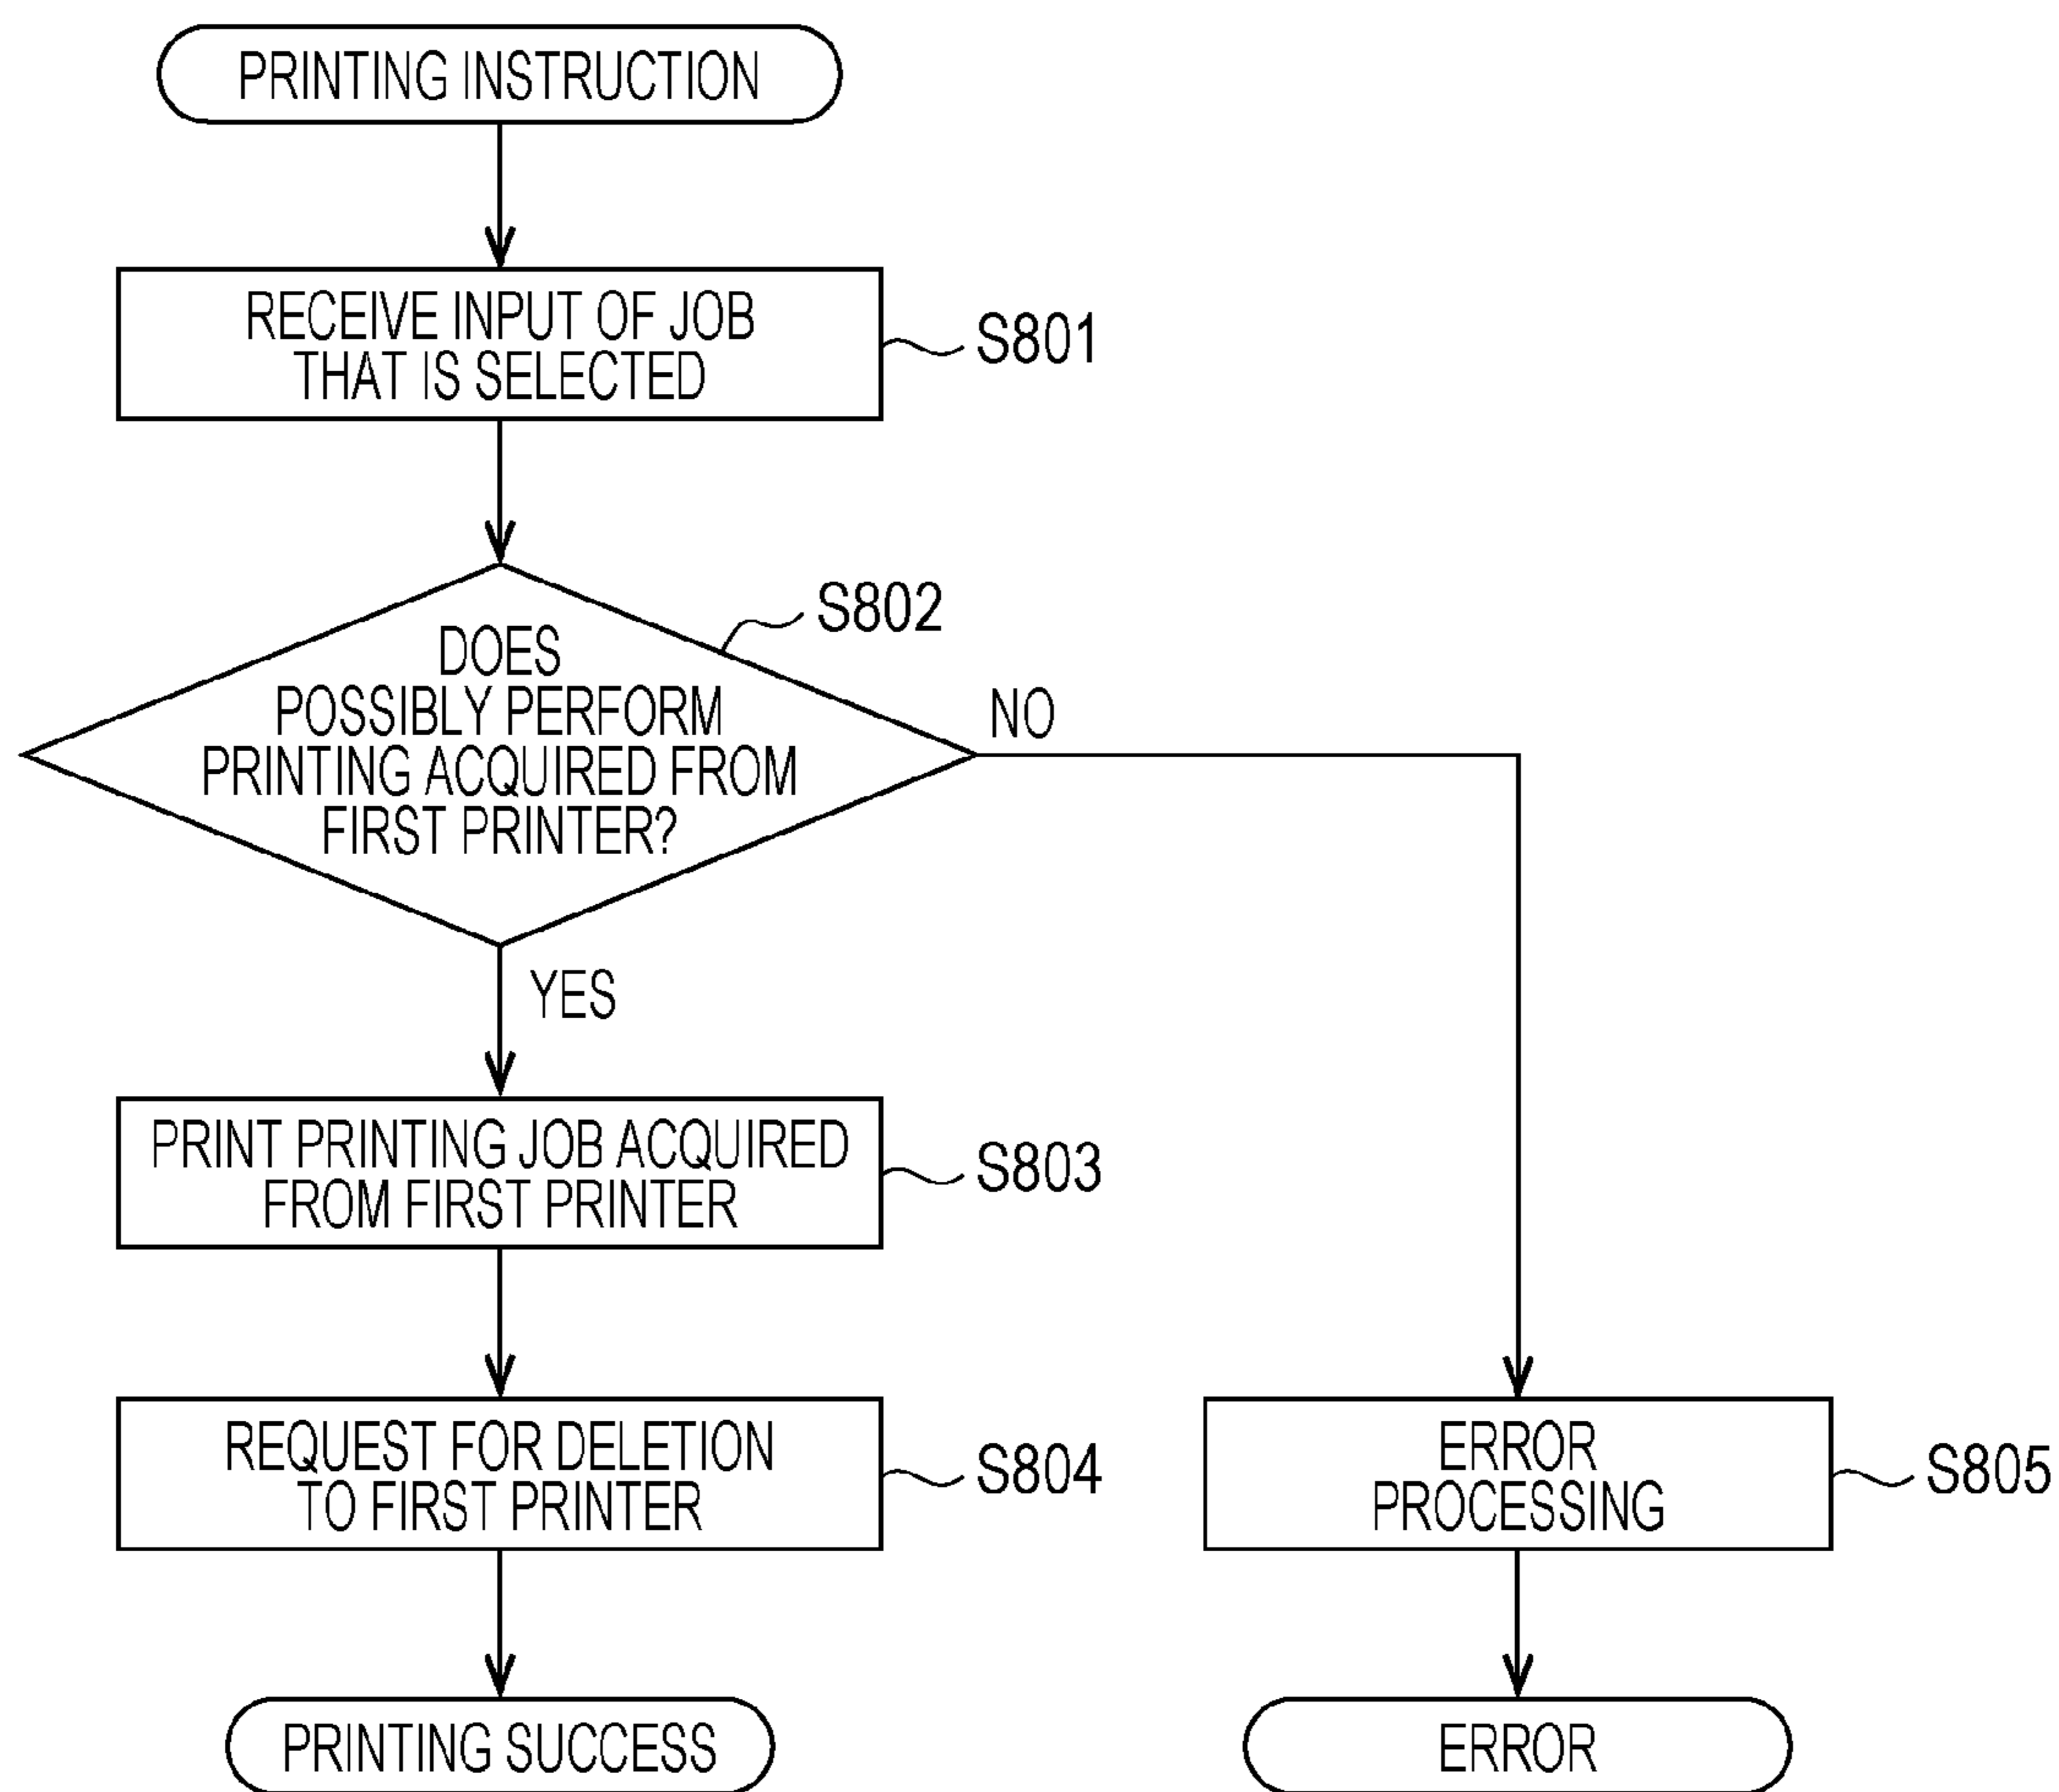 PRINTING INSTRUCTION
RECEIVE INPUT OF JOB
THAT IS SELECTED
S801
S802
DOES
POSSIBLY PERFORM
PRINTING ACQUIRED FROM
FIRST PRINTER?
NO
YES
PRINT PRINTING JOB ACQUIRED
FROM FIRST PRINTER
S803
REQUEST FOR DELETION
TO FIRST PRINTER
S804
ERROR
PROCESSING
S805
PRINTING SUCCESS
ERROR